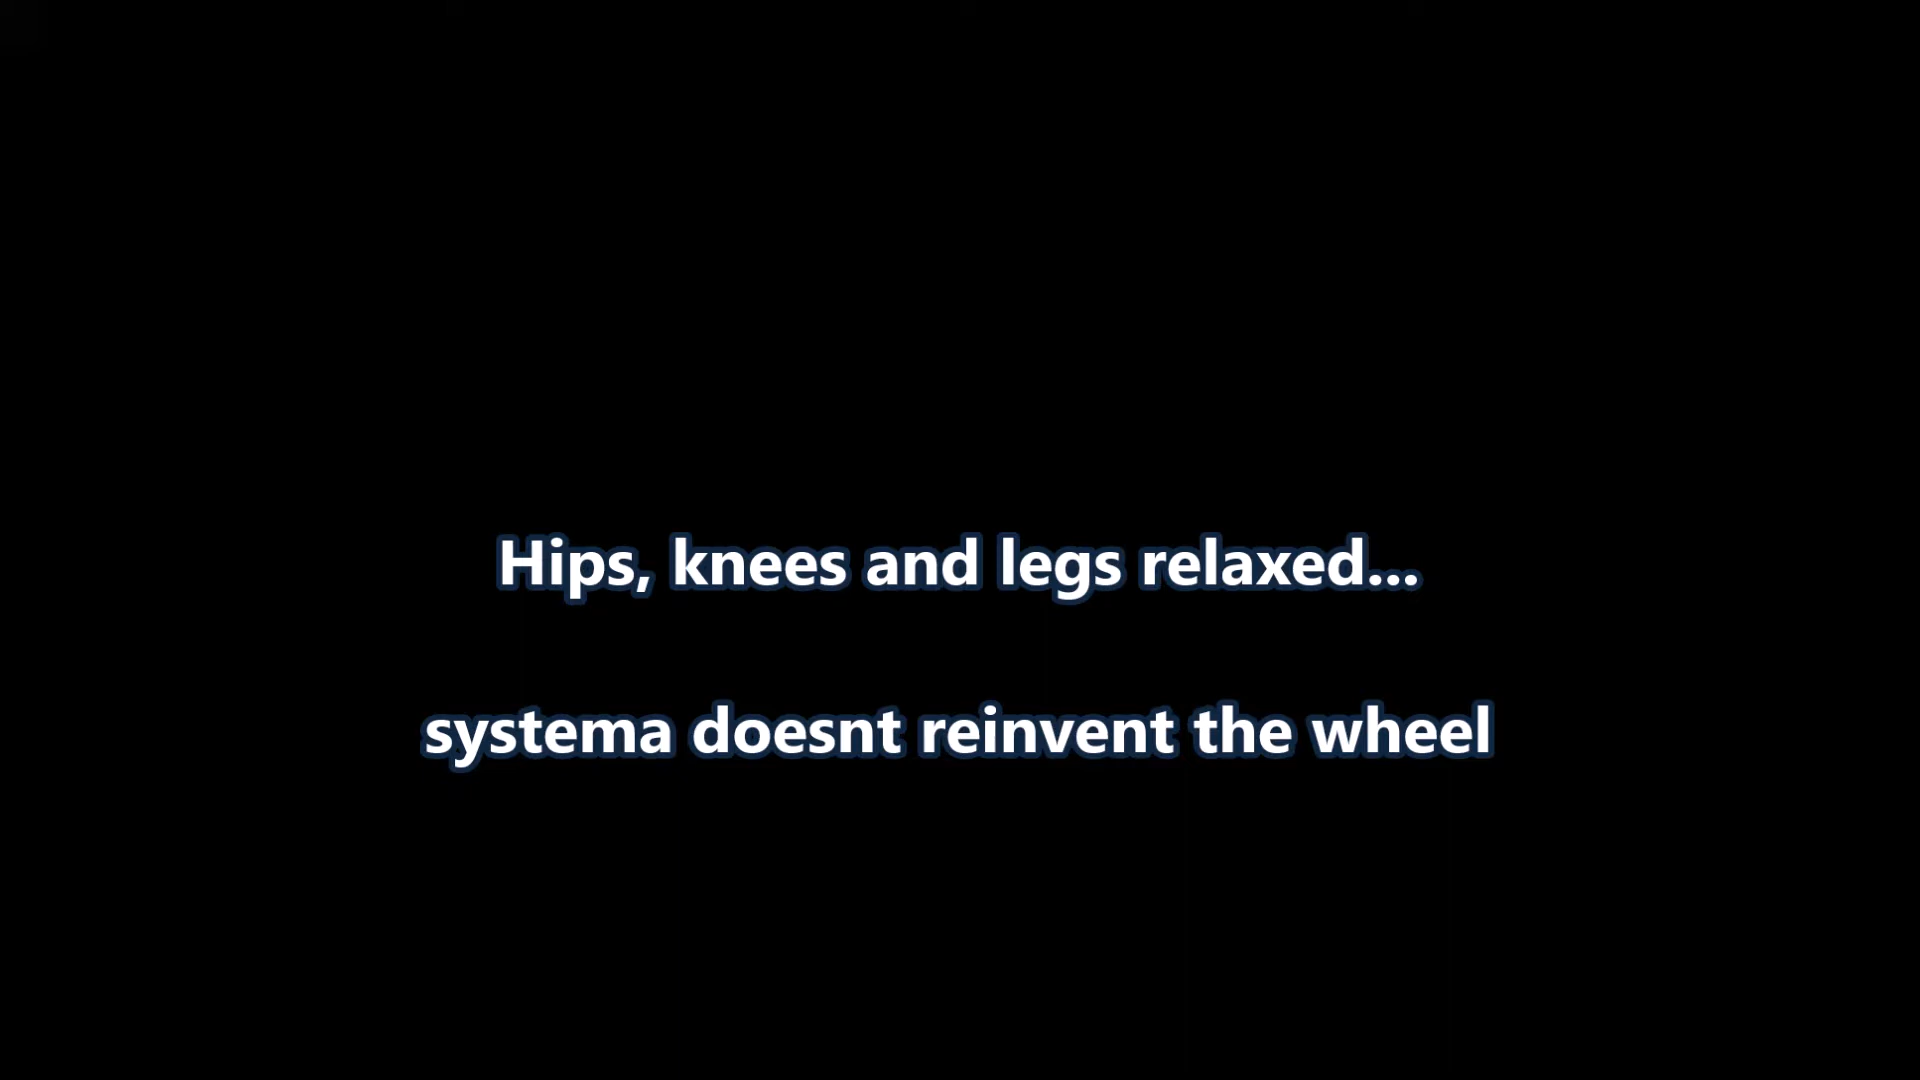 Hips, knees and legs relaxed...
systema doesnt reinvent the wheel